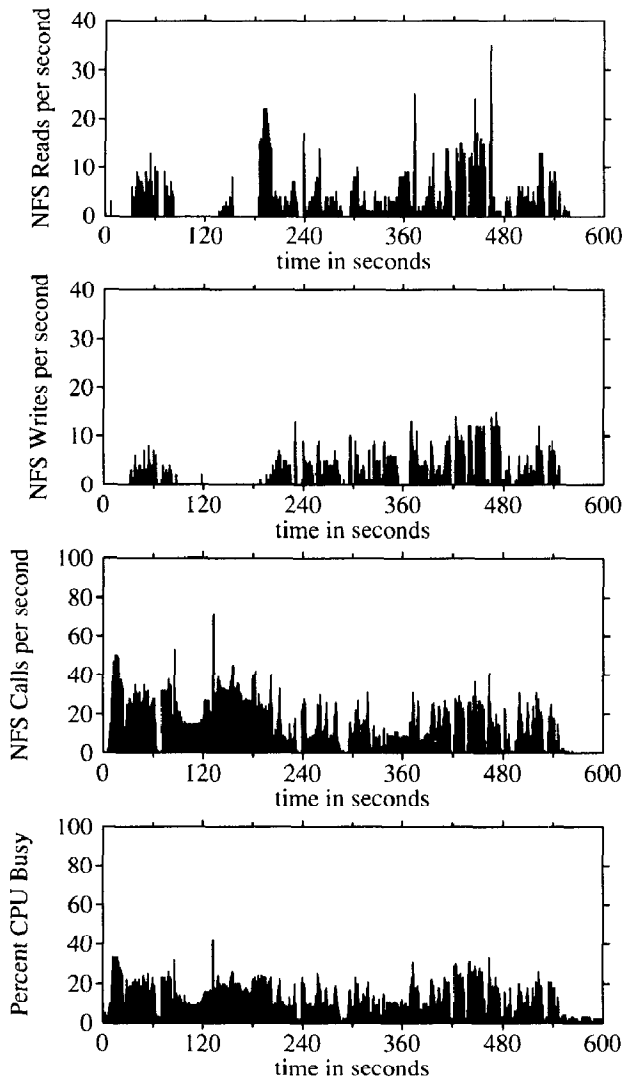 NFS Reads per second
40
30
20
10
0
0 120 240 360 480 600
time in seconds
NFS Writes per second
40
30
20
10
0
0 120 240 360 480 600
time in seconds
NFS Calls per second
100
80
60
40
20
0
0 120 240 360 480 600
time in seconds
Percent CPU Busy
100
80
60
40
20
0
0 120 240 360 480 600
time in seconds